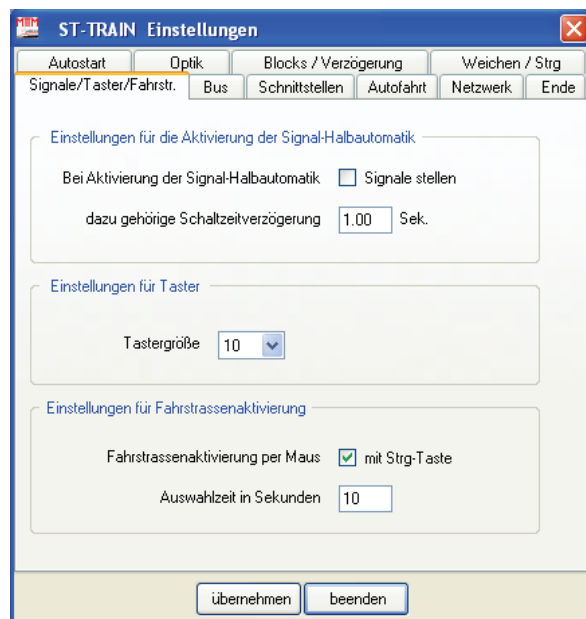 ST-TRAIN Einstellungen
Autostart Optik Blocks / Verzögerung Weichen / Strg
Signale/Taster/Fahrstr. Bus Schnittstellen Autofahrt Netzwerk Ende
Einstellungen für die Aktivierung der Signal-Halbautomatik
Bei Aktivierung der Signal-Halbautomatik Signale stellen
dazu gehörige Schaltzeitverzögerung 1.00 Sek.
Einstellungen für Taster
Tastergröße 10
Einstellungen für Fahrstrassenaktivierung
Fahrstrassenaktivierung per Maus mit Strg-Taste
Auswahlzeit in Sekunden 10
übernehmen beenden